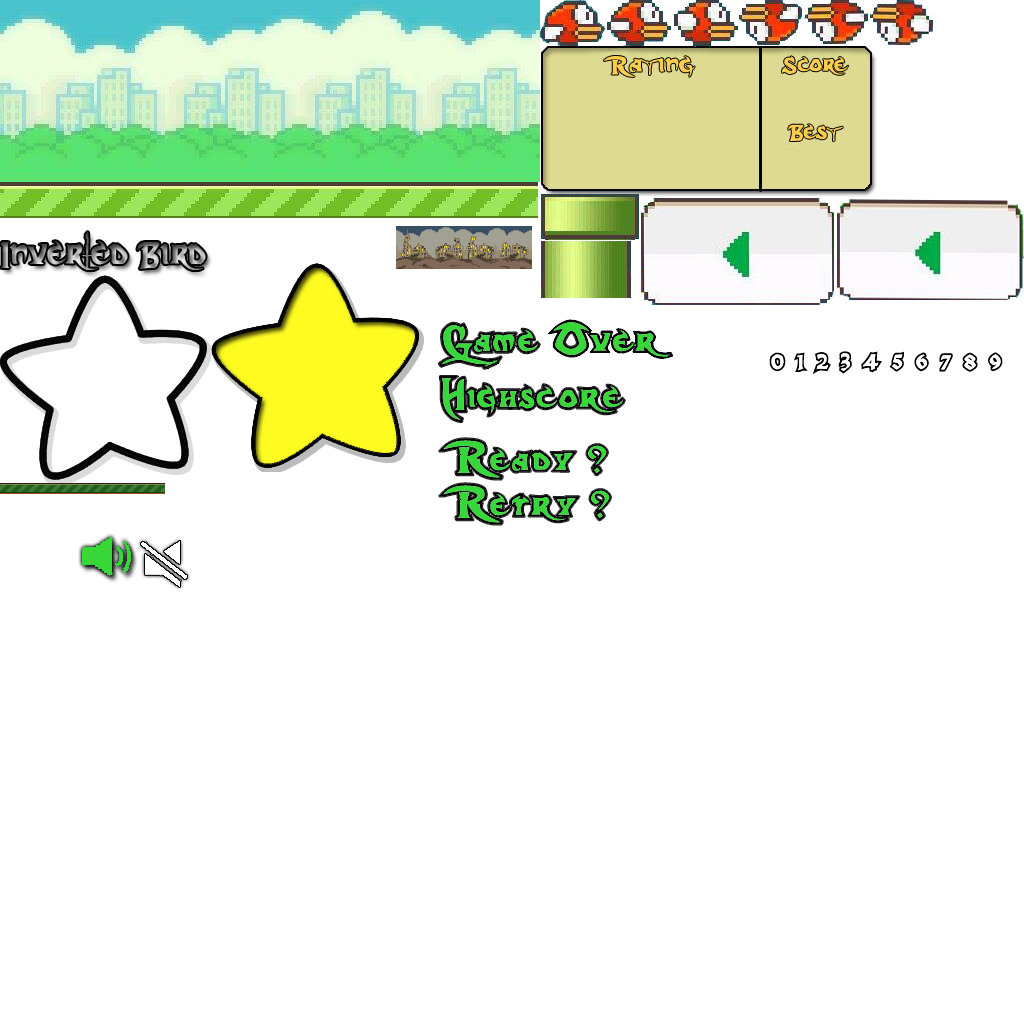 Rating
Score
Best
Inverted Bird
Game Over
Highscore
Ready ?
Retry ?
0 1 2 3 4 5 6 7 8 9